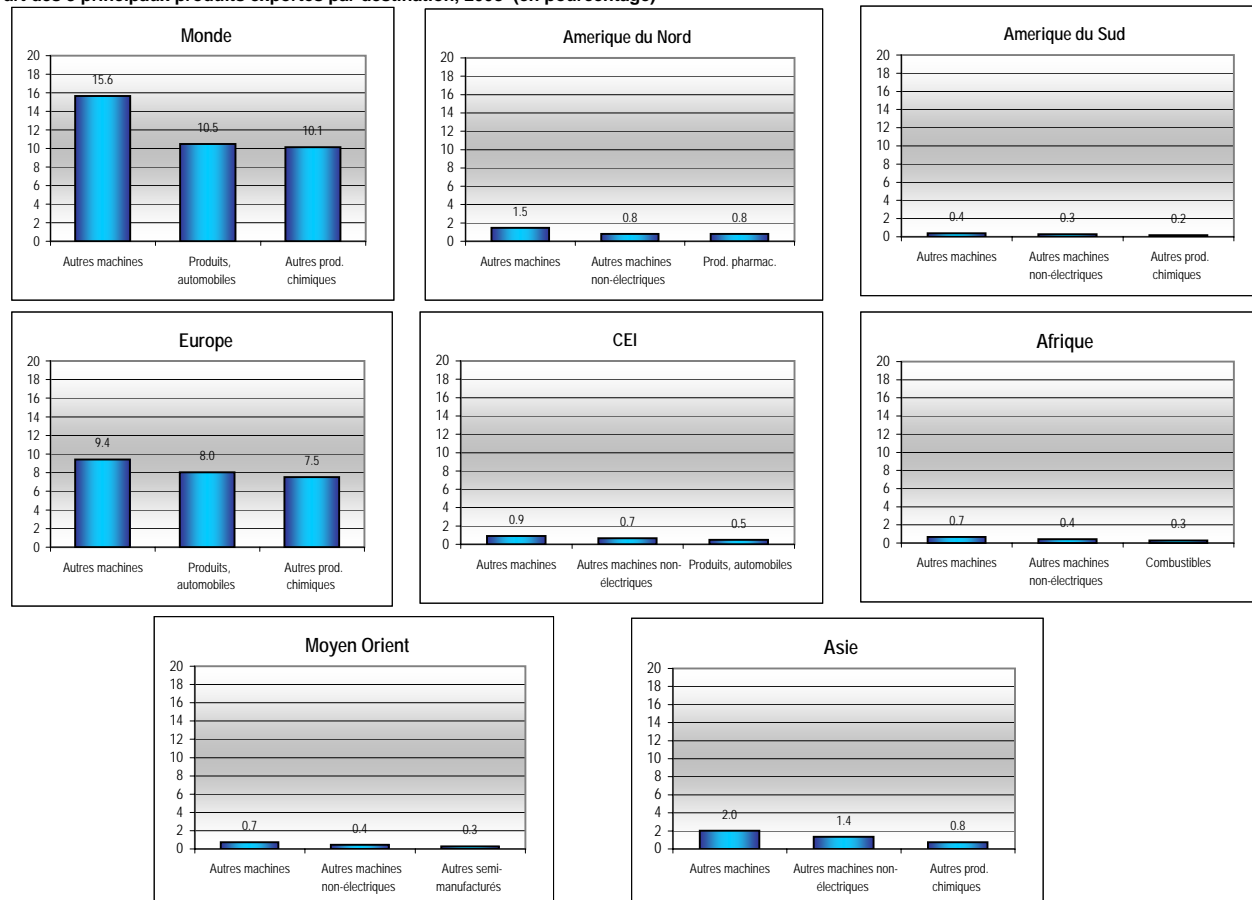 art des 3 principaux produits exportés par destination, 2008 (en pourcentage)
Monde
20
18
16
14
12
10
8
6
4
2
0
15.6
10.5
10.1
Autres machines
Produits,
automobiles
Autres prod.
chimiques
Amérique du Nord
20
18
16
14
12
10
8
6
4
2
0
1.5
0.8
0.8
Autres machines
Autres machines
non-électriques
Prod. pharmac.
Amerique du Sud
20
18
16
14
12
10
8
6
4
2
0
0.4
0.3
0.2
Autres machines
Autres machines
non-électriques
Autres prod.
chimiques
Europe
20
18
16
14
12
10
8
6
4
2
0
9.4
8.0
7.5
Autres machines
Produits,
automobiles
Autres prod.
chimiques
CEI
20
18
16
14
12
10
8
6
4
2
0
0.9
0.7
0.5
Autres machines
Autres machines non-
électriques
Produits, automobiles
Afrique
20
18
16
14
12
10
8
6
4
2
0
0.7
0.4
0.3
Autres machines
Autres machines
non-électriques
Combustibles
Moyen Orient
20
18
16
14
12
10
8
6
4
2
0
0.7
0.4
0.3
Autres machines
Autres machines
non-électriques
Autres semi-
manufacturés
Asie
20
18
16
14
12
10
8
6
4
2
0
2.0
1.4
0.8
Autres machines
Autres machines non-
électriques
Autres prod.
chimiques